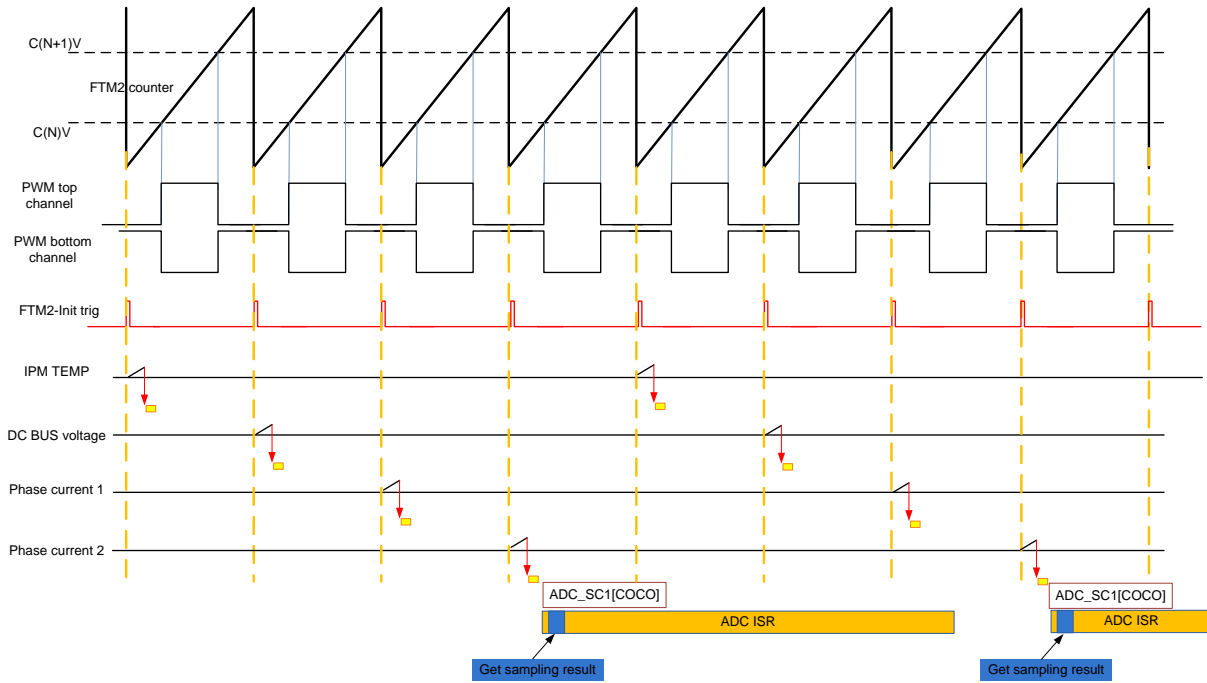 C(N+1)V
FTM2 counter
C(N)V
PWM top
channel
PWM bottom
channel
FTM2-Init trig
IPM TEMP
DC BUS voltage
Phase current 1
Phase current 2
ADC_SC1[COCO]
ADC_SC1[COCO]
ADC ISR
ADC ISR
Get sampling result
Get sampling result